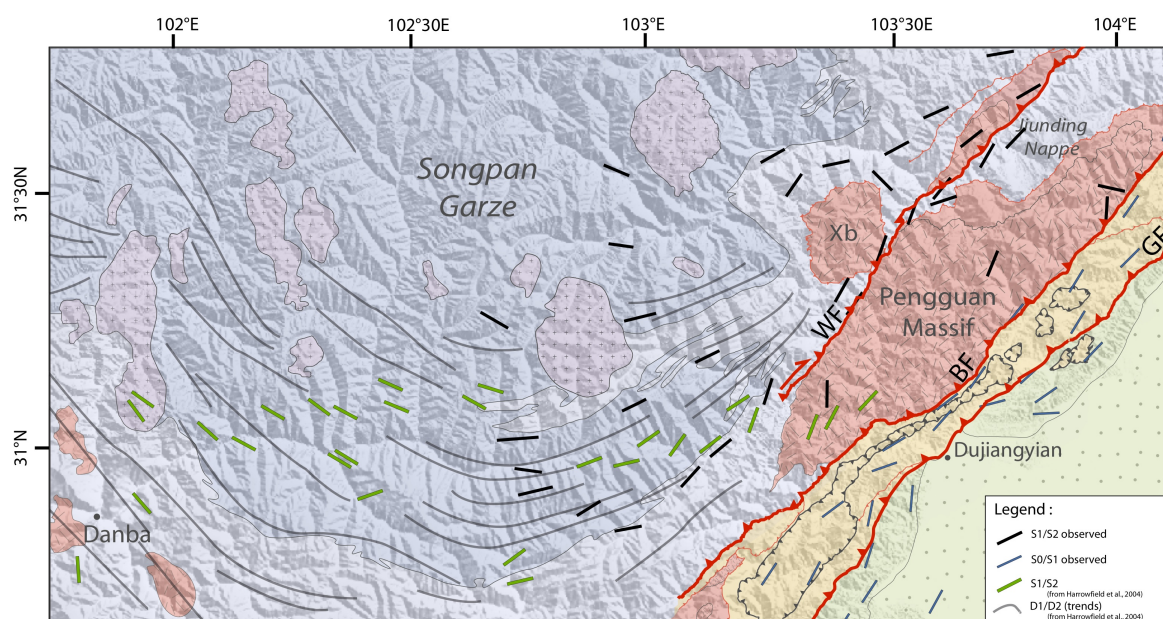 102°E
102°30E
103°E
103°30E
104°E
31°30N
31°N
Songpan
Garze
Jiunding
Nappe
Xb
Pengguan
Massif
WF
BF
GF
Dujiangyian
Danba
Legend :
S1/S2 observed
S0/S1 observed
S1/S2
(from Harrowfield et al., 2004)
D1/D2 (trends)
(from Harrowfield et al., 2004)